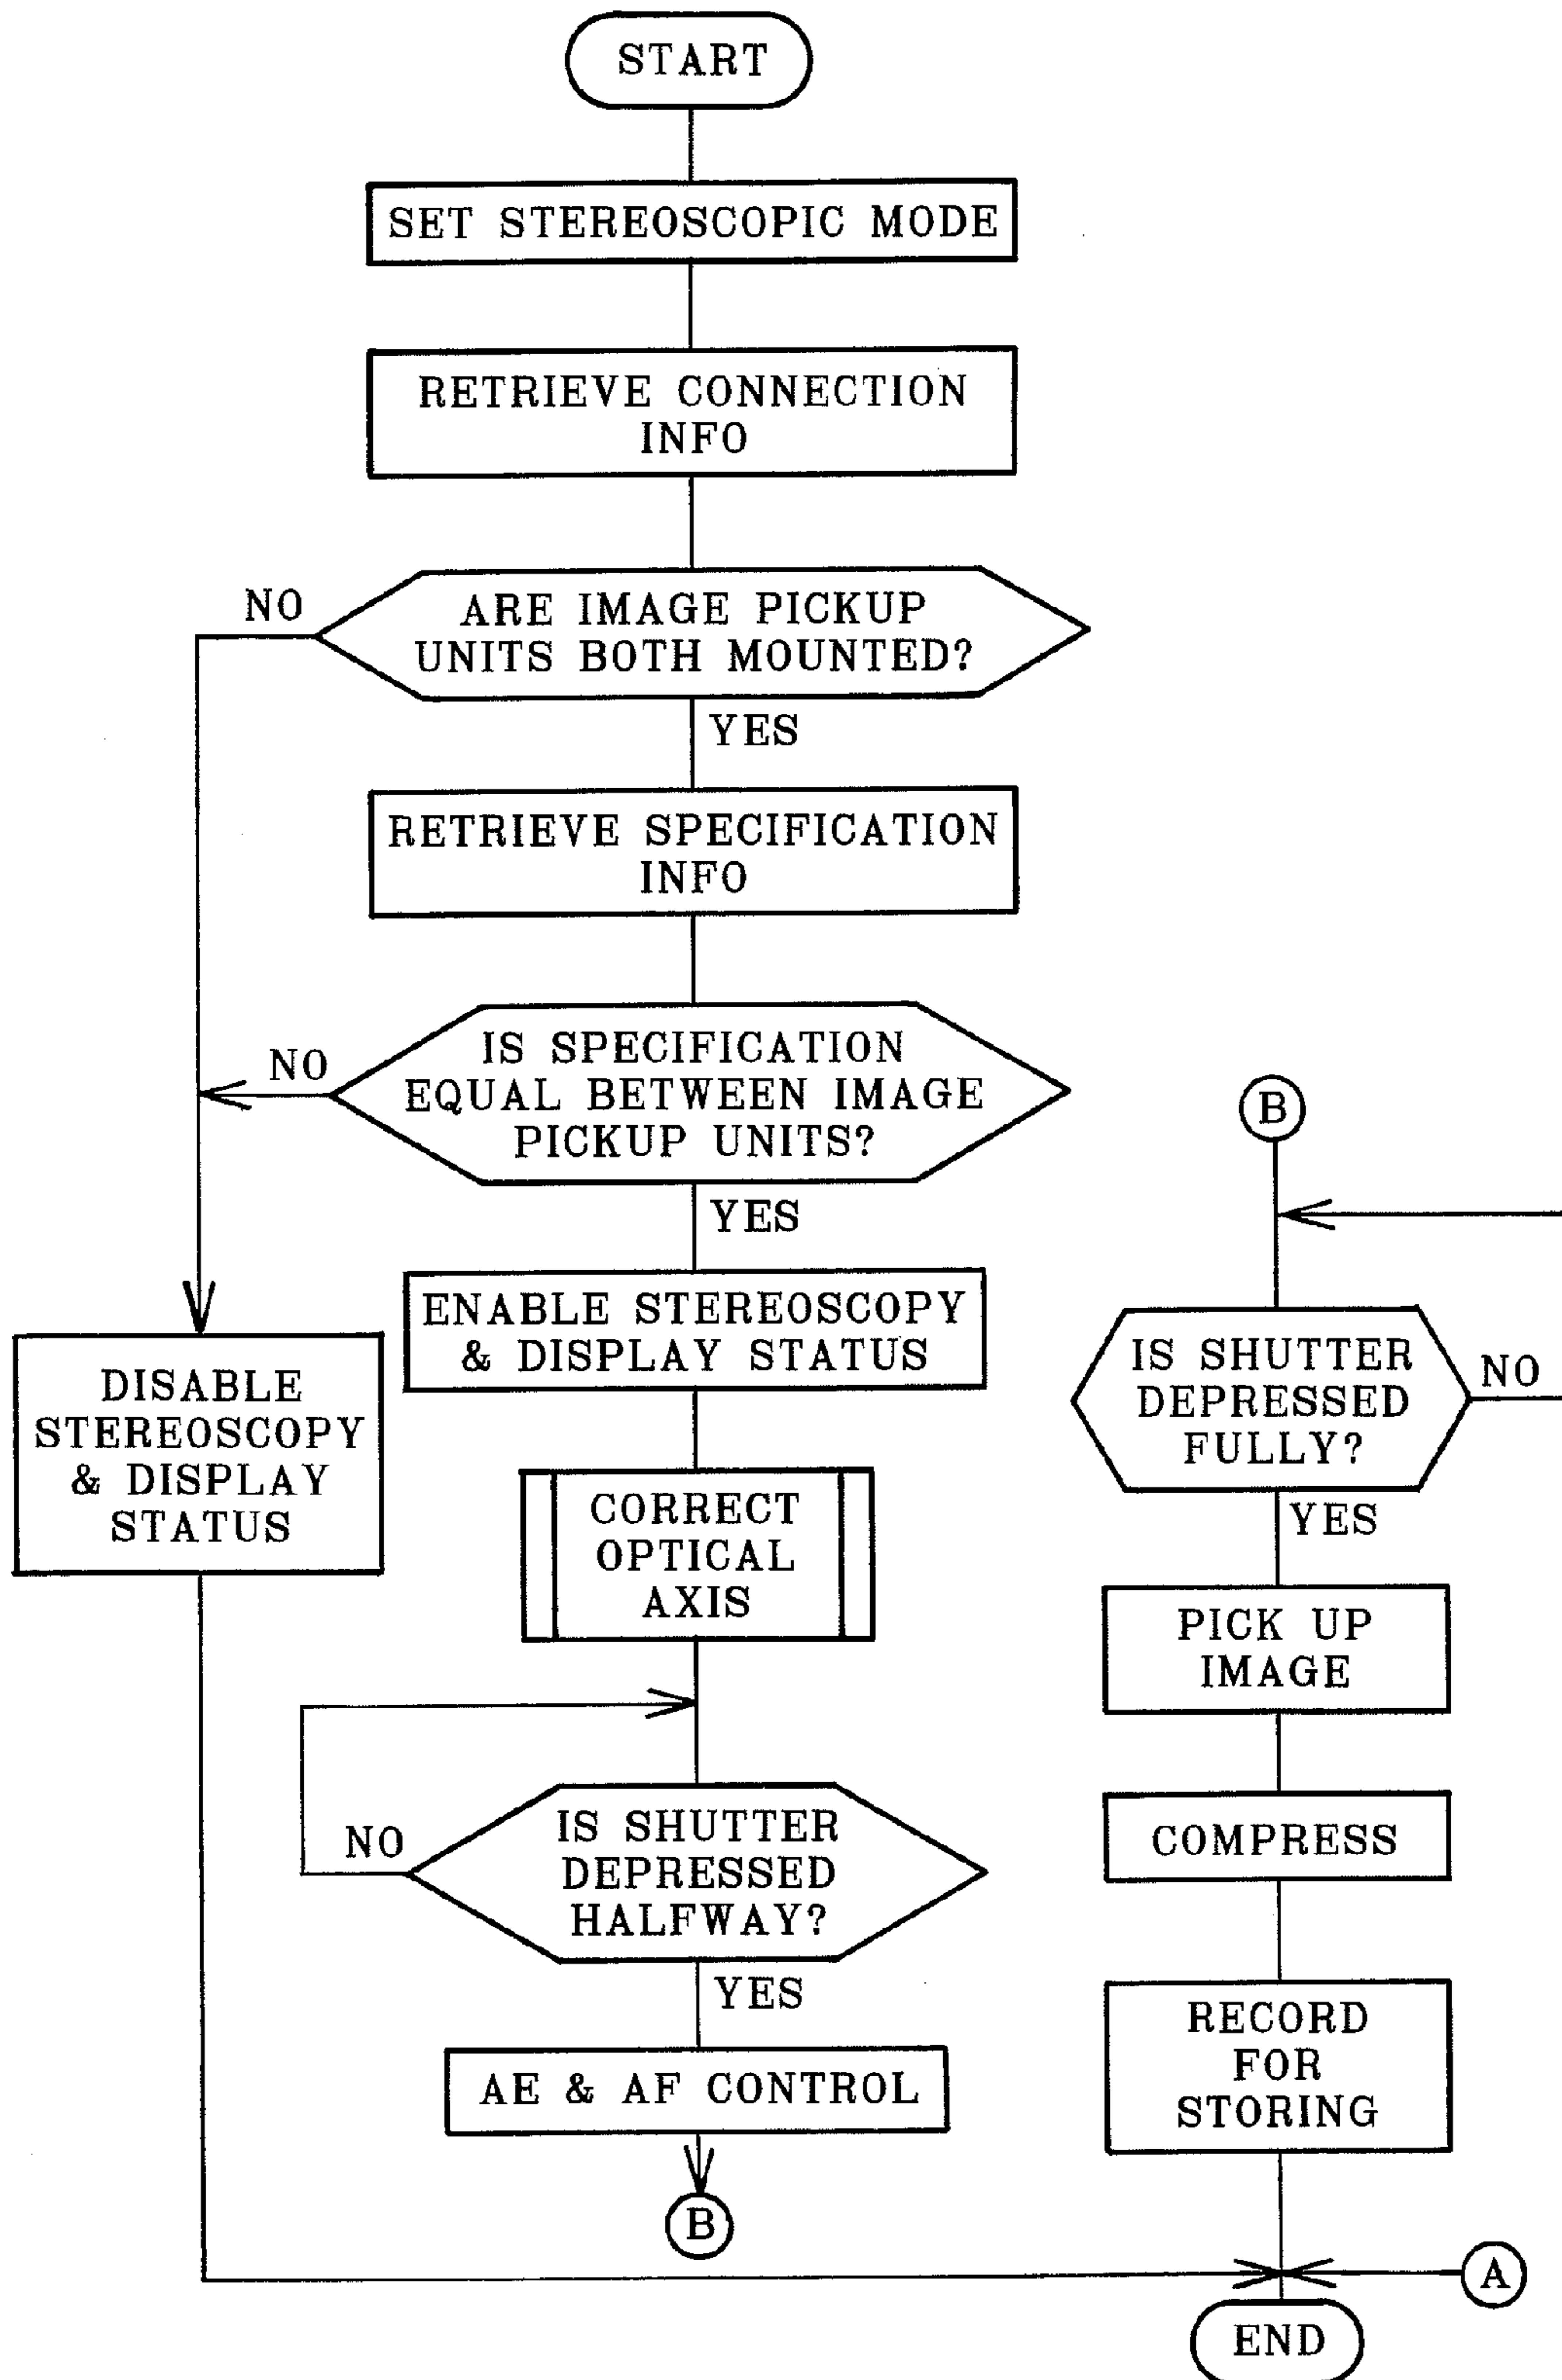 START
SET STEREOSCOPIC MODE
RETRIEVE CONNECTION
INFO
NO
ARE IMAGE PICKUP
UNITS BOTH MOUNTED?
YES
RETRIEVE SPECIFICATION
INFO
NO
IS SPECIFICATION
EQUAL BETWEEN IMAGE
PICKUP UNITS?
YES
ENABLE STEREOSCOPY
& DISPLAY STATUS
DISABLE
STEREOSCOPY
& DISPLAY
STATUS
CORRECT
OPTICAL
AXIS
NO
IS SHUTTER
DEPRESSED
HALFWAY?
YES
AE & AF CONTROL
B
B
IS SHUTTER
DEPRESSED
FULLY?
NO
YES
PICK UP
IMAGE
COMPRESS
RECORD
FOR
STORING
A
END